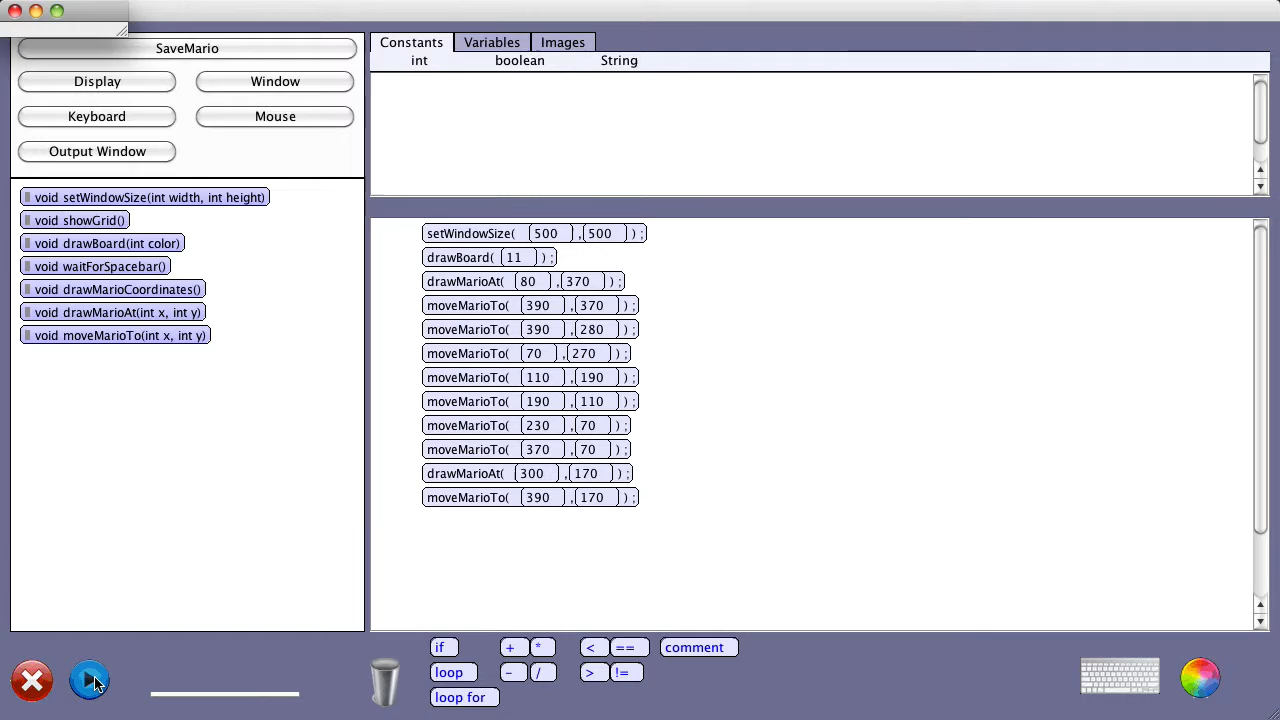 SaveMario
Display Window
Keyboard Mouse
Output Window
void setWindowSize(int width, int height)
void showGrid()
void drawBoard(int color)
void waitForSpacebar()
void drawMarioCoordinates()
void drawMarioAt(int x, int y)
void moveMarioTo(int x, int y)
Constants Variables Images
int boolean String
setWindowSize( 500 , 500 ) ;
drawBoard( 11 ) ;
drawMarioAt( 80 , 370 ) ;
moveMarioTo( 390 , 370 ) ;
moveMarioTo( 390 , 280 ) ;
moveMarioTo( 70 , 270 ) ;
moveMarioTo( 110 , 190 ) ;
moveMarioTo( 190 , 110 ) ;
moveMarioTo( 230 , 70 ) ;
moveMarioTo( 370 , 70 ) ;
drawMarioAt( 300 , 170 ) ;
moveMarioTo( 390 , 170 ) ;
if + * < == comment
loop - / > !=
loop for